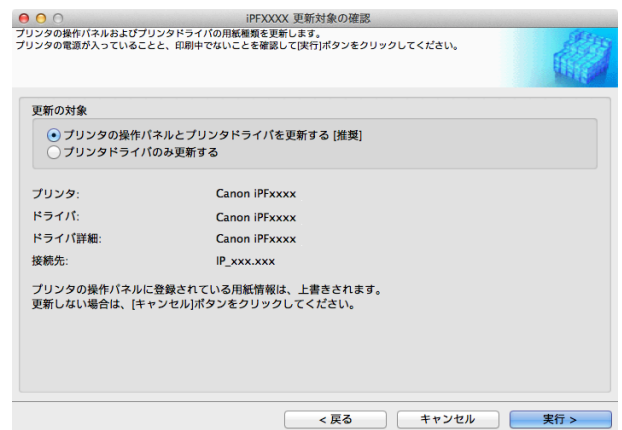 iPFXXXX 更新対象の確認
プリンタの操作パネルおよびプリンタドライバの用紙種類を更新します。
プリンタの電源が入っていることと、印刷中でないことを確認して[実行]ボタンをクリックしてください。
更新の対象
プリンタの操作パネルとプリンタドライバを更新する [推奨]
プリンタドライバのみ更新する
プリンタ: Canon iPFxxxx
ドライバ: Canon iPFxxxx
ドライバ詳細: Canon iPFxxxx
接続先: IP_xxx.xxx
プリンタの操作パネルに登録されている用紙情報は、上書きされます。
更新しない場合は、[キャンセル]ボタンをクリックしてください。
< 戻る キャンセル 実行 >